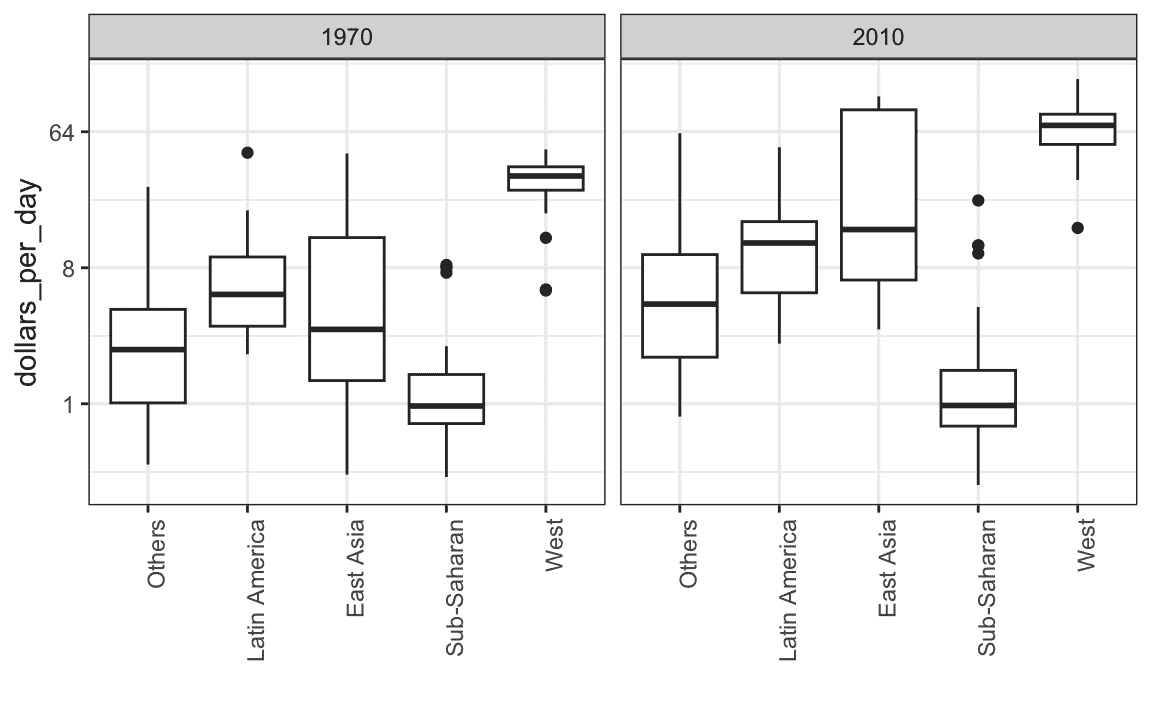 1970
2010
dollars_per_day
64
8
1
Others
Latin America
East Asia
Sub-Saharan
West
Others
Latin America
East Asia
Sub-Saharan
West